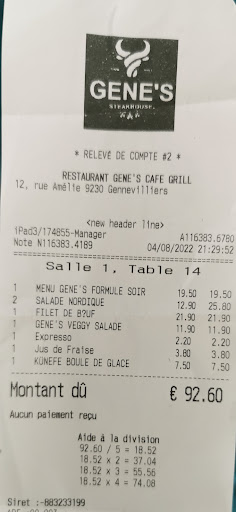 GENE'S
STEAKHOUSE
* RELEVÉ DE COMPTE #2 *
RESTAURANT GENE'S CAFE GRILL
12, rue Amélie 9230 Gennevilliers
<new header line>
iPad3/174855-Manager A116383.6780
Note N116383.4189 04/08/2022 21:29:52
Salle 1, Table 14
1 MENU GENE'S FORMULE SOIR 19.50 19.50
2 SALADE NORDIQUE 12.90 25.80
1 FILET DE B?UF 21.90 21.90
1 GENE'S VEGGY SALADE 11.90 11.90
1 Expresso 2.20 2.20
1 Jus de Fraise 3.80 3.80
1 KÜNEFE BOULE DE GLACE 7.50 7.50
Montant dû € 92.60
Aucun paiement reçu
Aide à la division
92.60 / 5 = 18.52
18.52 x 2 = 37.04
18.52 x 3 = 55.56
18.52 x 4 = 74.08
Siret :-883233199